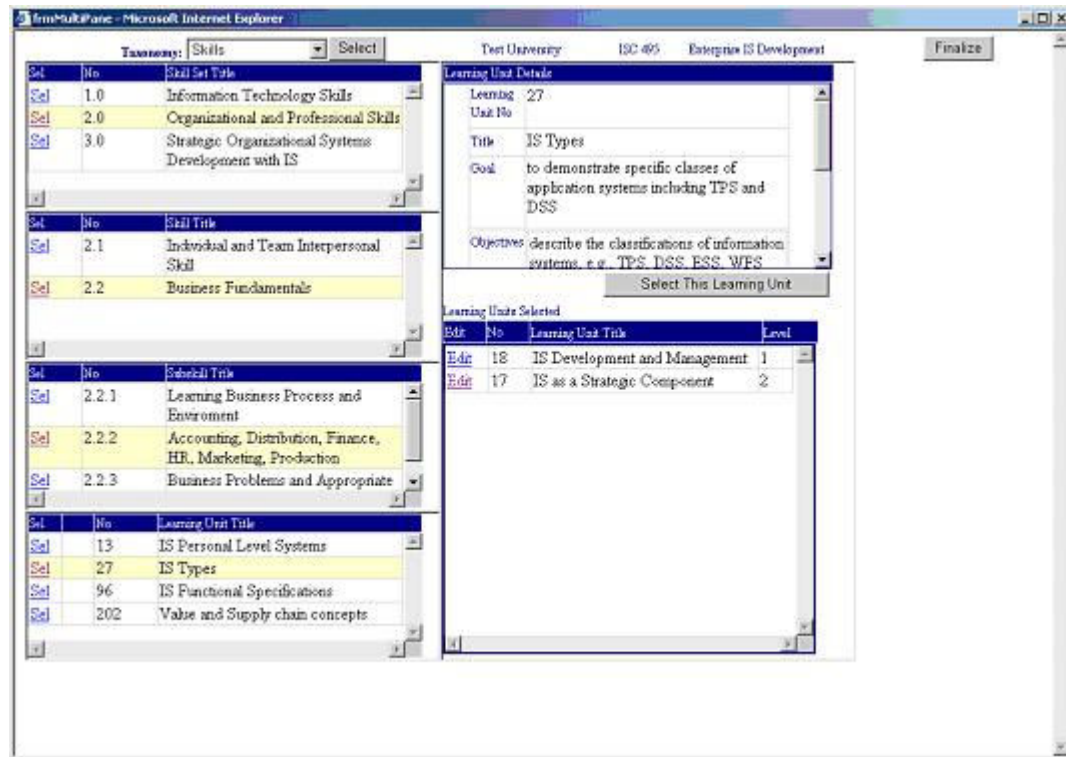 frmMultiPane - Microsoft Internet Explorer
Taxonomy: Skills Select Test University ISC 495 Enterprise IS Development Finalize
Sel No Skill Set Title
Sel 1.0 Information Technology Skills
Sel 2.0 Organizational and Professional Skills
Sel 3.0 Strategic Organizational Systems
Development with IS
Sel No Skill Title
Sel 2.1 Individual and Team Interpersonal
Skill
Sel 2.2 Business Fundamentals
Sel No Subskill Title
Sel 2.2.1 Learning Business Process and
Enviroment
Sel 2.2.2 Accounting, Distribution, Finance,
HR, Marketing, Production
Sel 2.2.3 Business Problems and Appropriate
Sel No Learning Unit Title
Sel 13 IS Personal Level Systems
Sel 27 IS Types
Sel 96 IS Functional Specifications
Sel 202 Value and Supply chain concepts
Learning Unit Details
Learning 27
Unit No
Title IS Types
Goal to demonstrate specific classes of
application systems including TPS and
DSS
Objectives describe the classifications of information
systems, e.g., TPS, DSS, ESS, WFS
Select This Learning Unit
Learning Units Selected
Edit No Learning Unit Title Level
Edit 18 IS Development and Management 1
Edit 17 IS as a Strategic Component 2